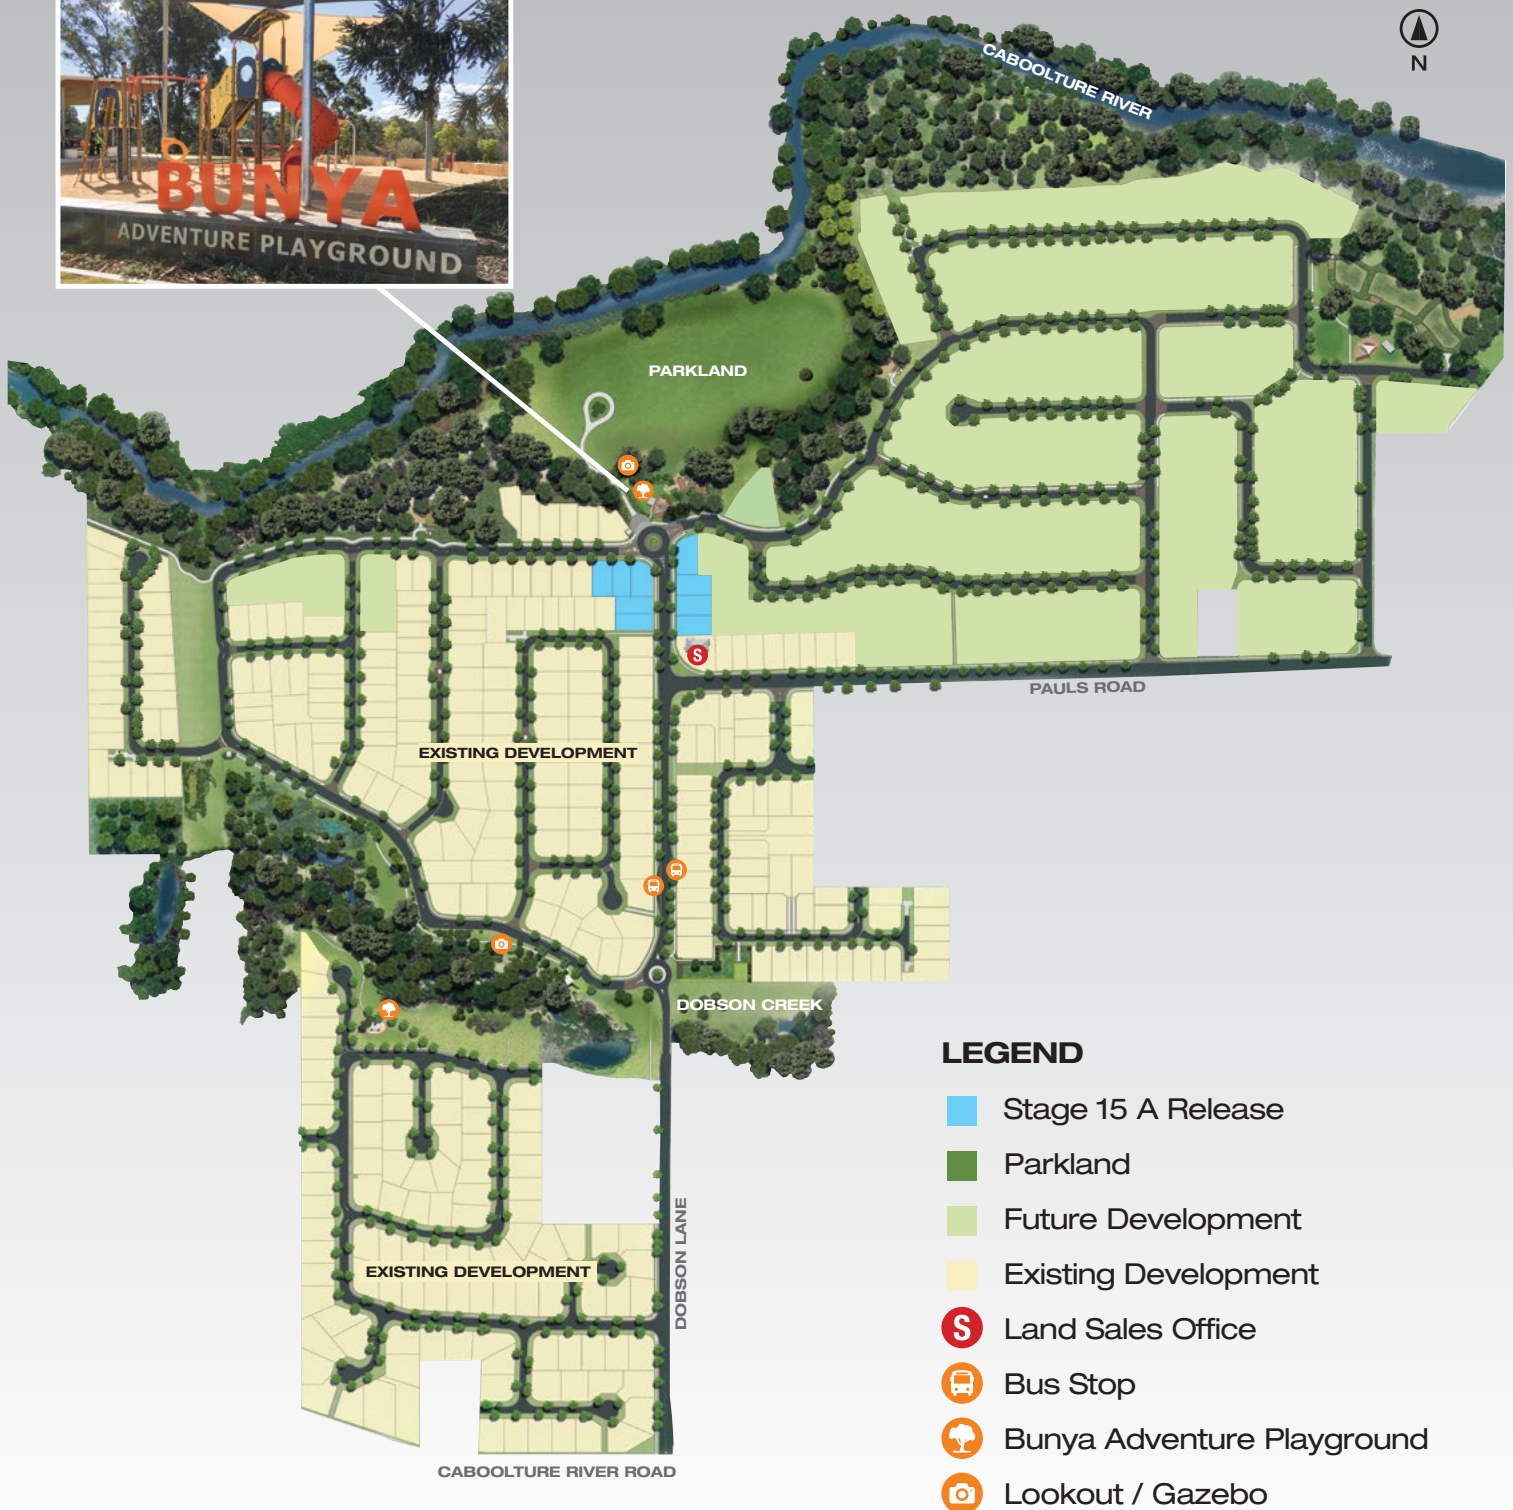 BUNYA
ADVENTURE PLAYGROUND
N
CABOOLTURE RIVER
PARKLAND
S
PAULS ROAD
EXISTING DEVELOPMENT
DOBSON CREEK
EXISTING DEVELOPMENT
DOBSON LANE
CABOOLTURE RIVER ROAD
LEGEND
Stage 15 A Release
Parkland
Future Development
Existing Development
S Land Sales Office
Bus Stop
Bunya Adventure Playground
Lookout / Gazebo